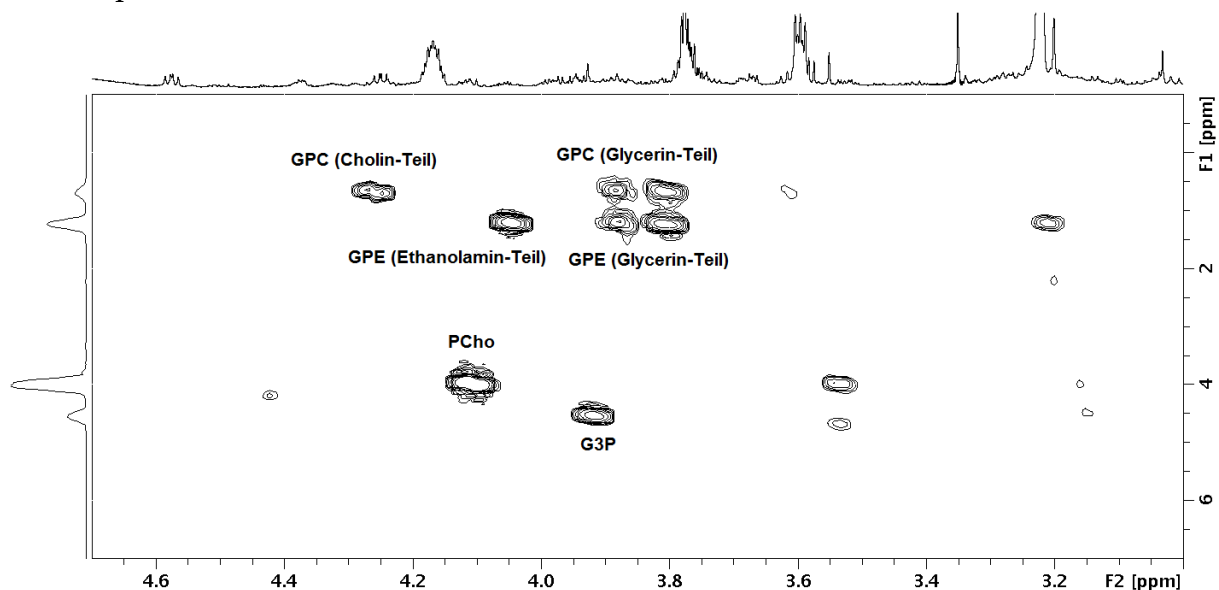 GPC (Cholin-Teil)
GPC (Glycerin-Teil)
GPE (Ethanolamin-Teil)
GPE (Glycerin-Teil)
PCho
G3P
F1 [ppm]
2
4
6
4.6
4.4
4.2
4.0
3.8
3.6
3.4
3.2
F2 [ppm]